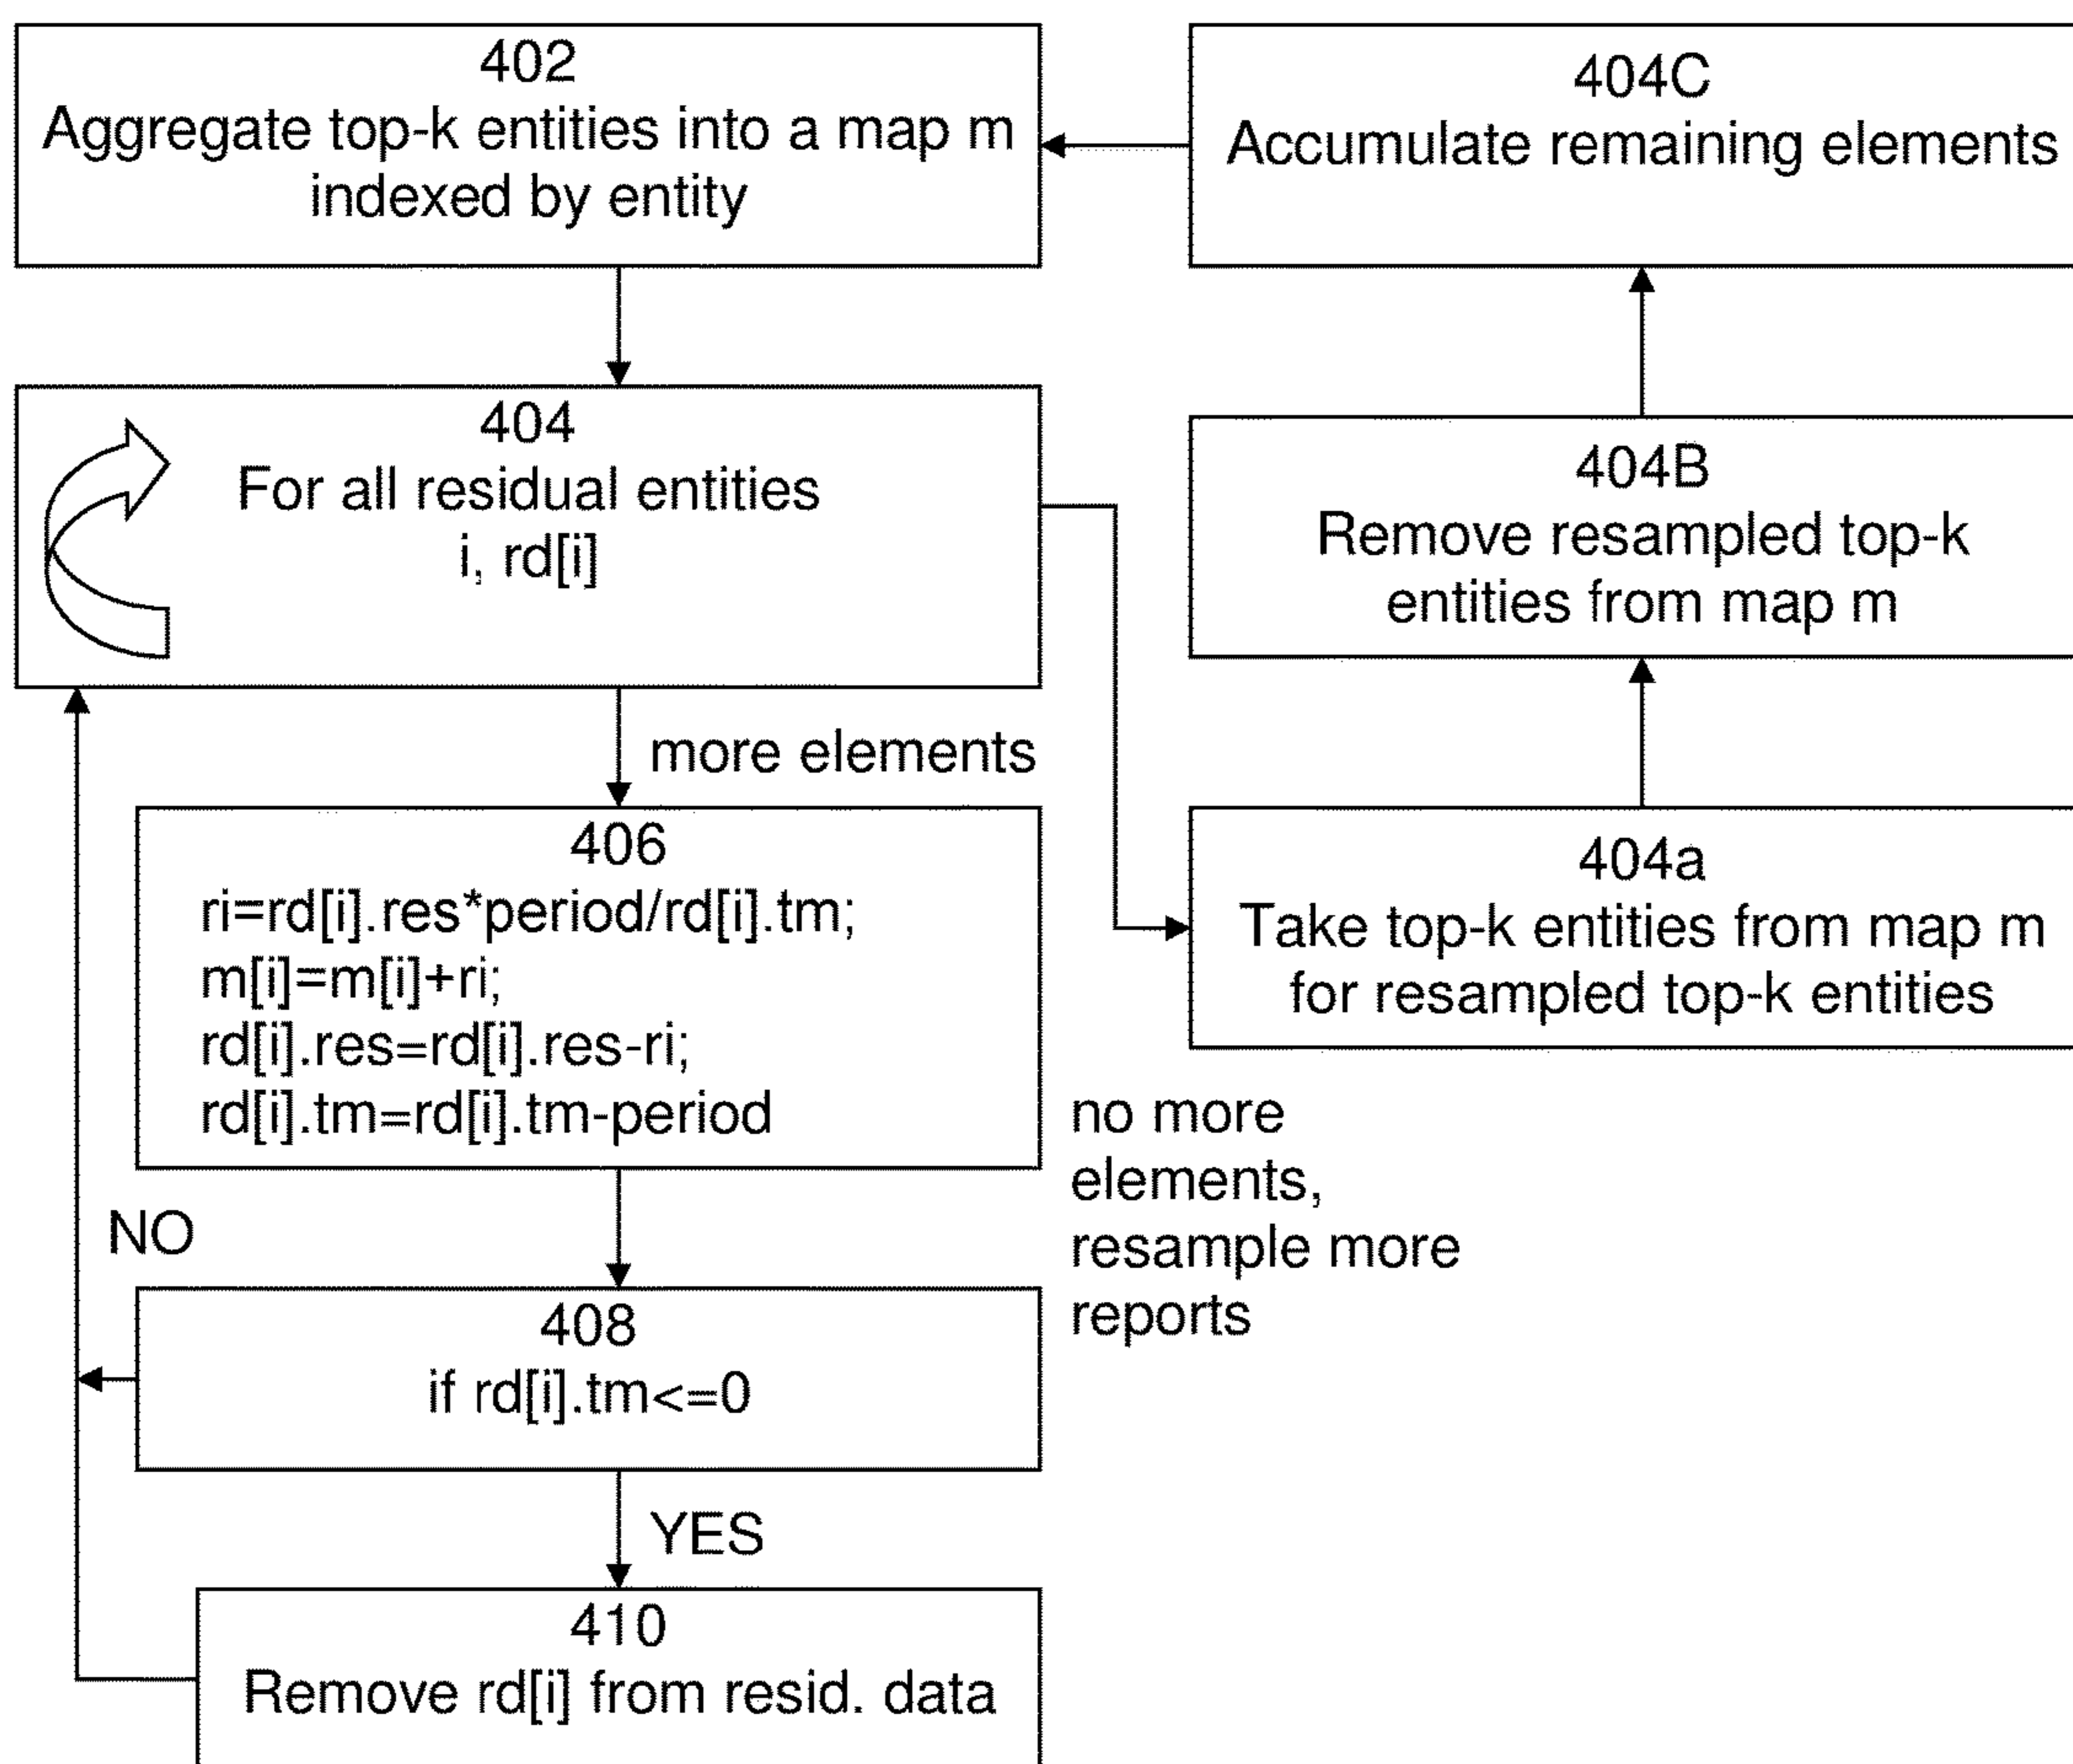 402
Aggregate top-k entities into a map m
indexed by entity
404C
Accumulate remaining elements
404
For all residual entities
i, rd[i]
404B
Remove resampled top-k
entities from map m
more elements
406
ri=rd[i].res*period/rd[i].tm;
m[i]=m[i]+ri;
rd[i].res=rd[i].res-ri;
rd[i].tm=rd[i].tm-period
404a
Take top-k entities from map m
for resampled top-k entities
no more
elements,
resample more
reports
NO
408
if rd[i].tm<=0
YES
410
Remove rd[i] from resid. data